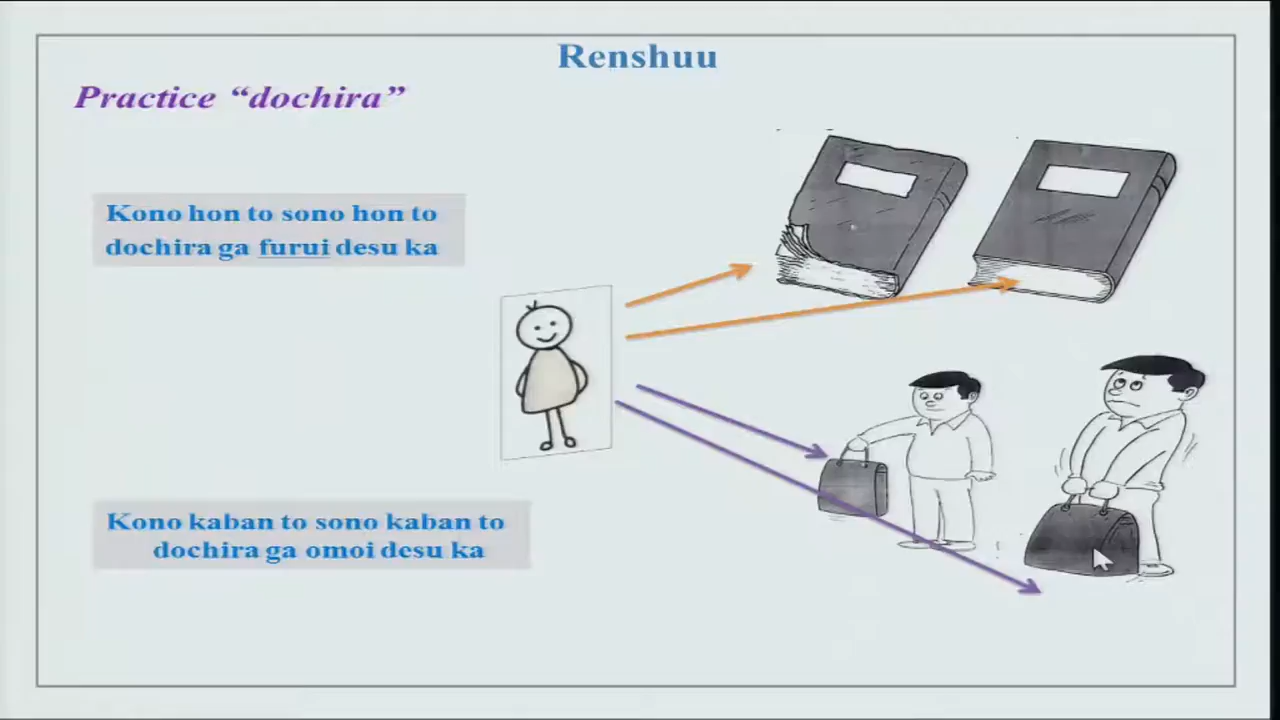 Renshuu
Practice “dochira”
Kono hon to sono hon to
dochira ga furui desu ka
Kono kaban to sono kaban to
dochira ga omoi desu ka